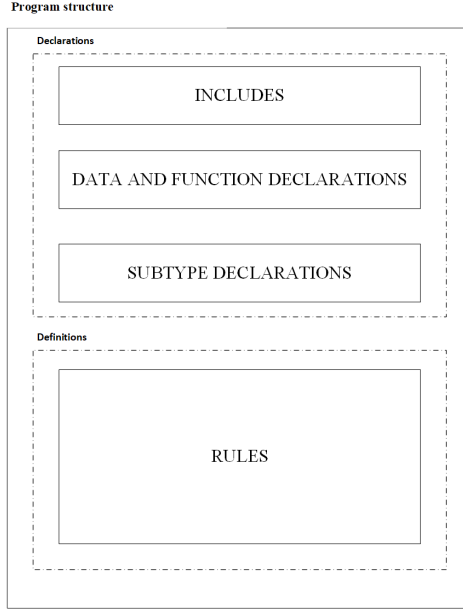 Program structure
Declarations
INCLUDES
DATA AND FUNCTION DECLARATIONS
SUBTYPE DECLARATIONS
Definitions
RULES